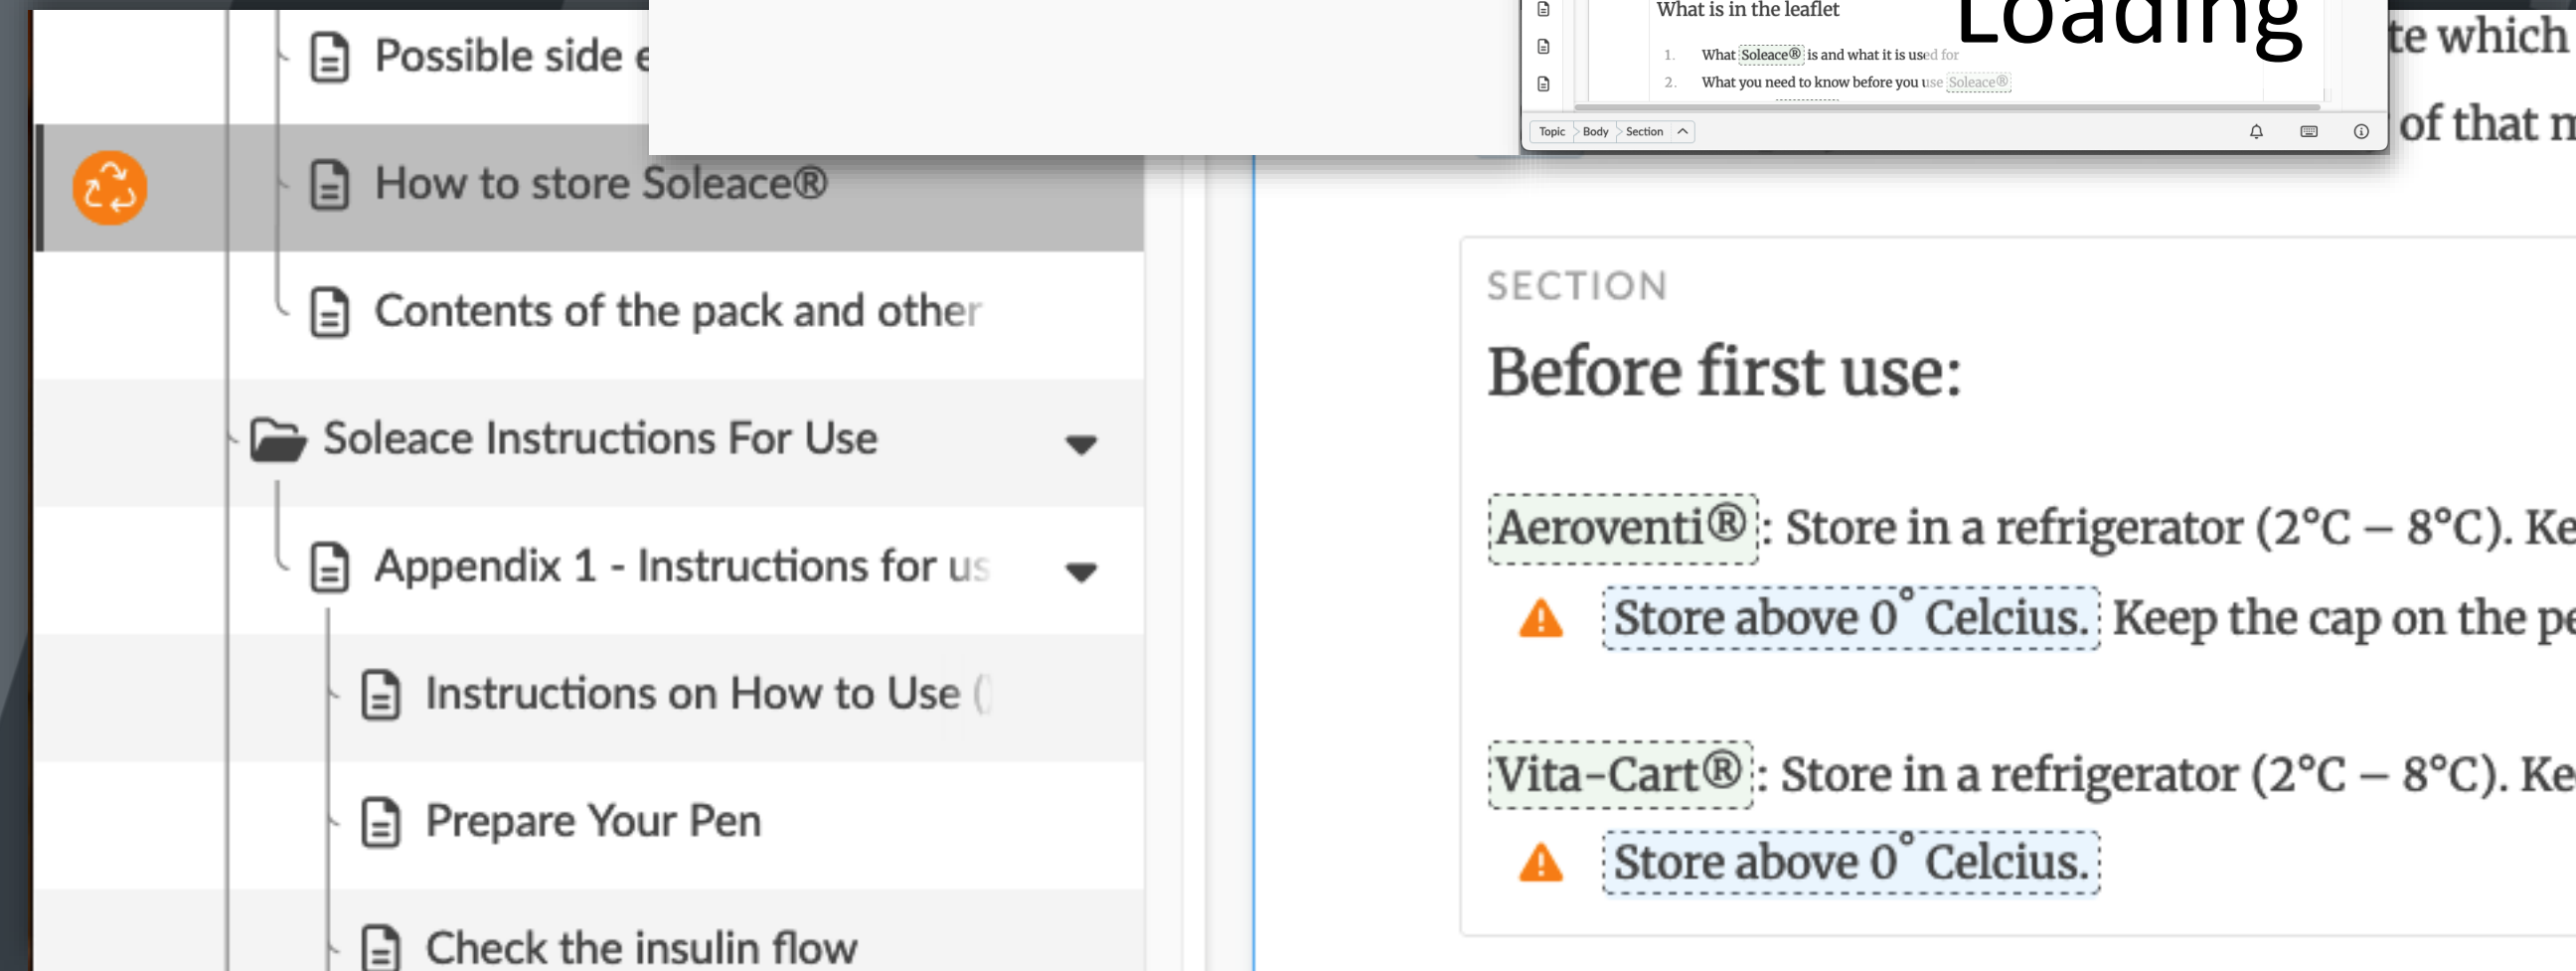 Possible side
How to store Soleace®
Contents of the pack and other
Soleace Instructions For Use
Appendix 1 - Instructions for us
Instructions on How to Use (
Prepare Your Pen
Check the insulin flow
What is in the leaflet
1. What Soleace® is and what it is used for
2. What you need to know before you use Soleace®
Loading
Topic Body Section
which
of that
SECTION
Before first use:
Aeroventi®: Store in a refrigerator (2°C – 8°C).
Store above 0° Celcius. Keep the cap on the
Vita-Cart®: Store in a refrigerator (2°C – 8°C).
Store above 0° Celcius.